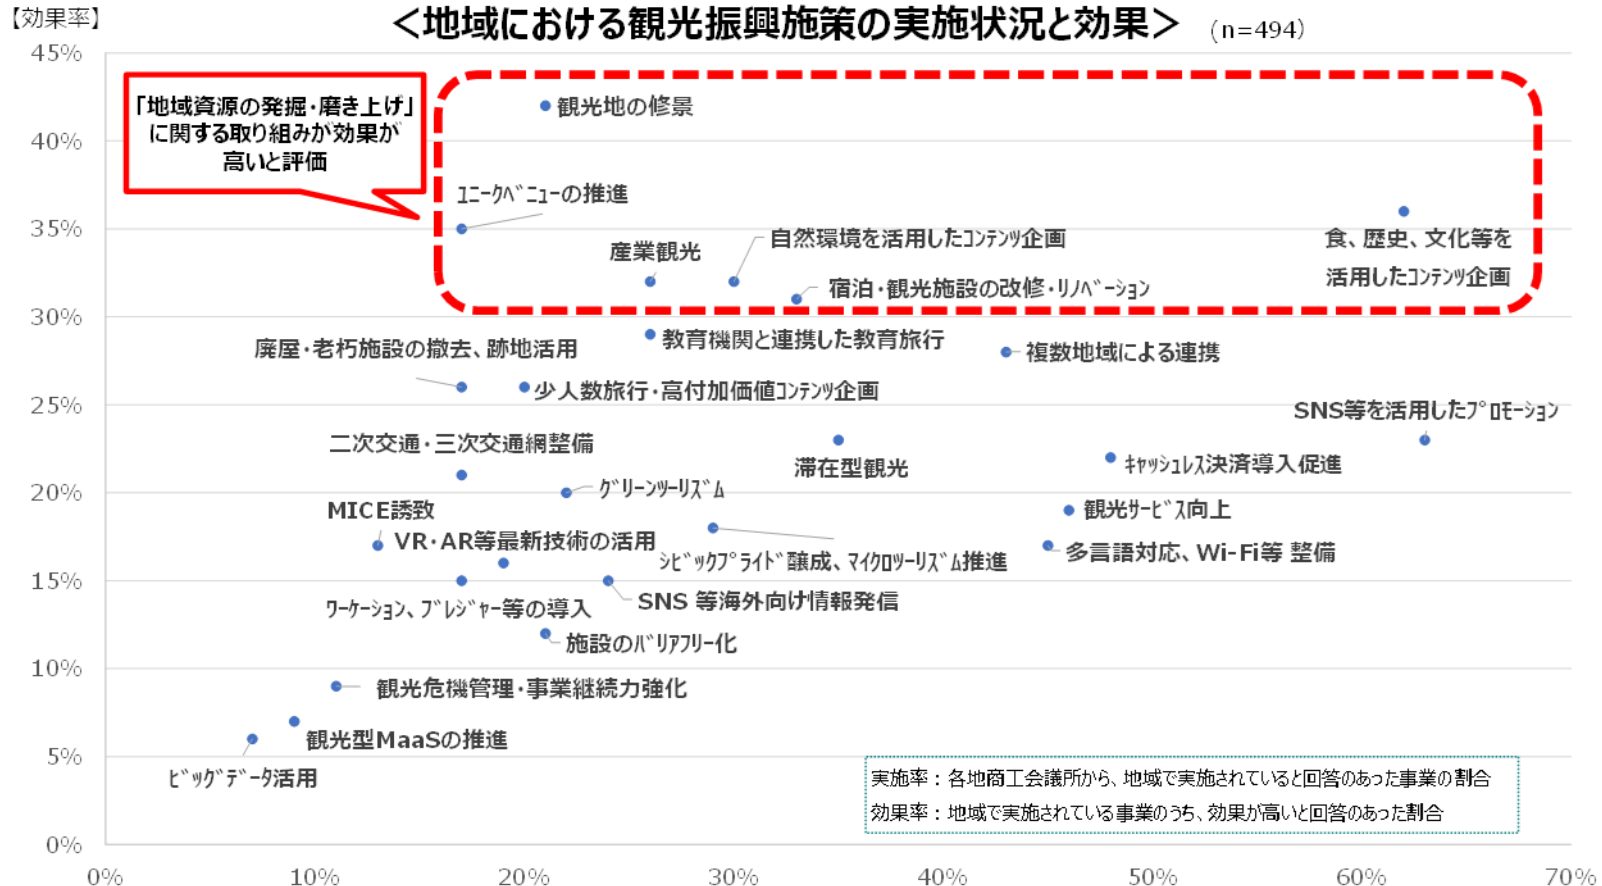 【効果率】
＜地域における観光振興施策の実施状況と効果＞ (n=494)
45%
「地域資源の発掘・磨き上げ」
に関する取り組みが効果が
高いと評価
観光地の修景
40%
ﾕﾆｰｸﾍﾞﾆｭｰの推進
35%
食、歴史、文化等を
活用したｺﾝﾃﾝﾂ企画
産業観光
自然環境を活用したｺﾝﾃﾝﾂ企画
宿泊・観光施設の改修・ﾘﾉﾍﾞｰｼｮﾝ
30%
教育機関と連携した教育旅行
廃屋・老朽施設の撤去、跡地活用
複数地域による連携
少人数旅行・高付加価値ｺﾝﾃﾝﾂ企画
25%
SNS等を活用したﾌﾟﾛﾓｰｼｮﾝ
二次交通・三次交通網整備
滞在型観光
ｷｬｯｼｭﾚｽ決済導入促進
20%
ｸﾞﾘｰﾝﾂｰﾘｽﾞﾑ
MICE誘致
観光ｻｰﾋﾞｽ向上
VR・AR等最新技術の活用
多言語対応、Wi-Fi等 整備
ｼﾋﾞｯｸﾌﾟﾗｲﾄﾞ醸成、ﾏｲｸﾛﾂｰﾘｽﾞﾑ推進
15%
ﾜｰｹｰｼｮﾝ、ﾌﾞﾚｼﾞｬｰ等の導入
SNS 等海外向け情報発信
施設のﾊﾞﾘｱﾌﾘｰ化
10%
観光危機管理・事業継続力強化
観光型MaaSの推進
5%
ﾋﾞｯｸﾞﾃﾞｰﾀ活用
実施率：各地商工会議所から、地域で実施されていると回答のあった事業の割合
効果率：地域で実施されている事業のうち、効果が高いと回答のあった割合
0%
0% 10% 20% 30% 40% 50% 60% 70%